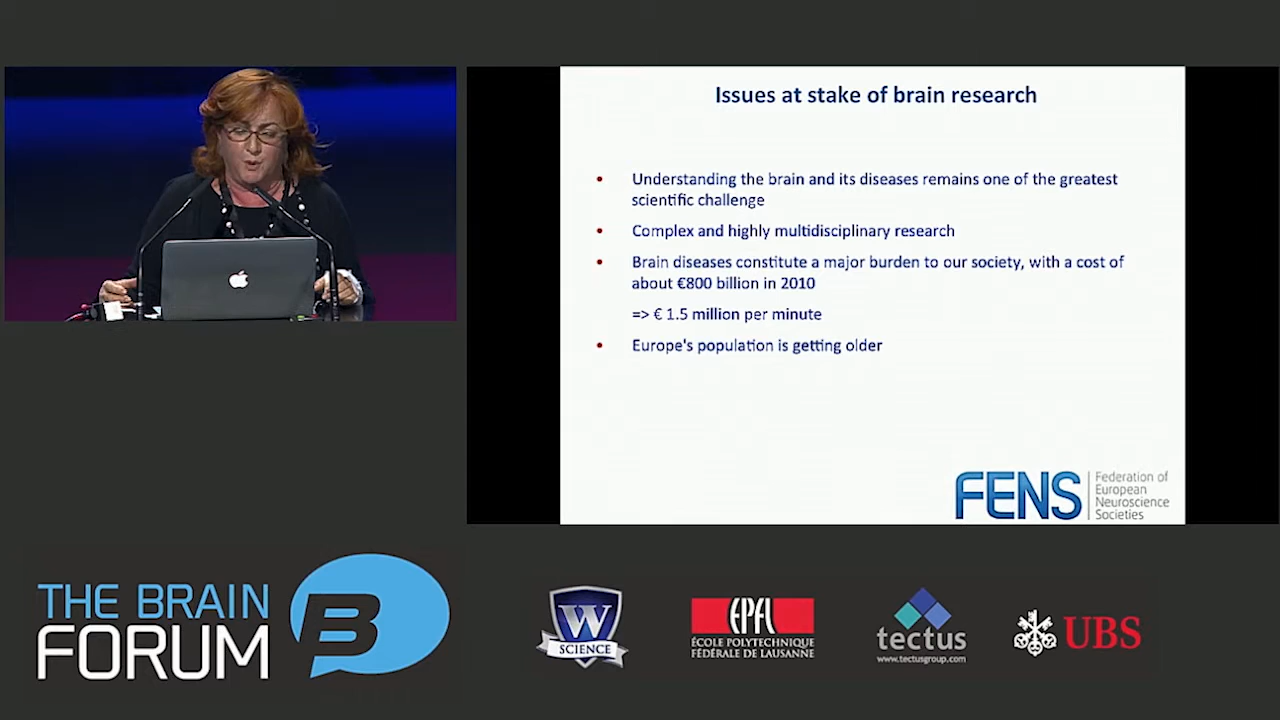 Issues at stake of brain research
• Understanding the brain and its diseases remains one of the greatest
scientific challenge
• Complex and highly multidisciplinary research
• Brain diseases constitute a major burden to our society, with a cost of
about €800 billion in 2010
=> € 1.5 million per minute
• Europe's population is getting older
FENS
Federation of
European
Neuroscience
Societies
THE BRAIN
FORUM
B
W
SCIENCE
EPFL
ÉCOLE POLYTECHNIQUE
FÉDÉRALE DE LAUSANNE
tectus
www.tectusgroup.com
UBS